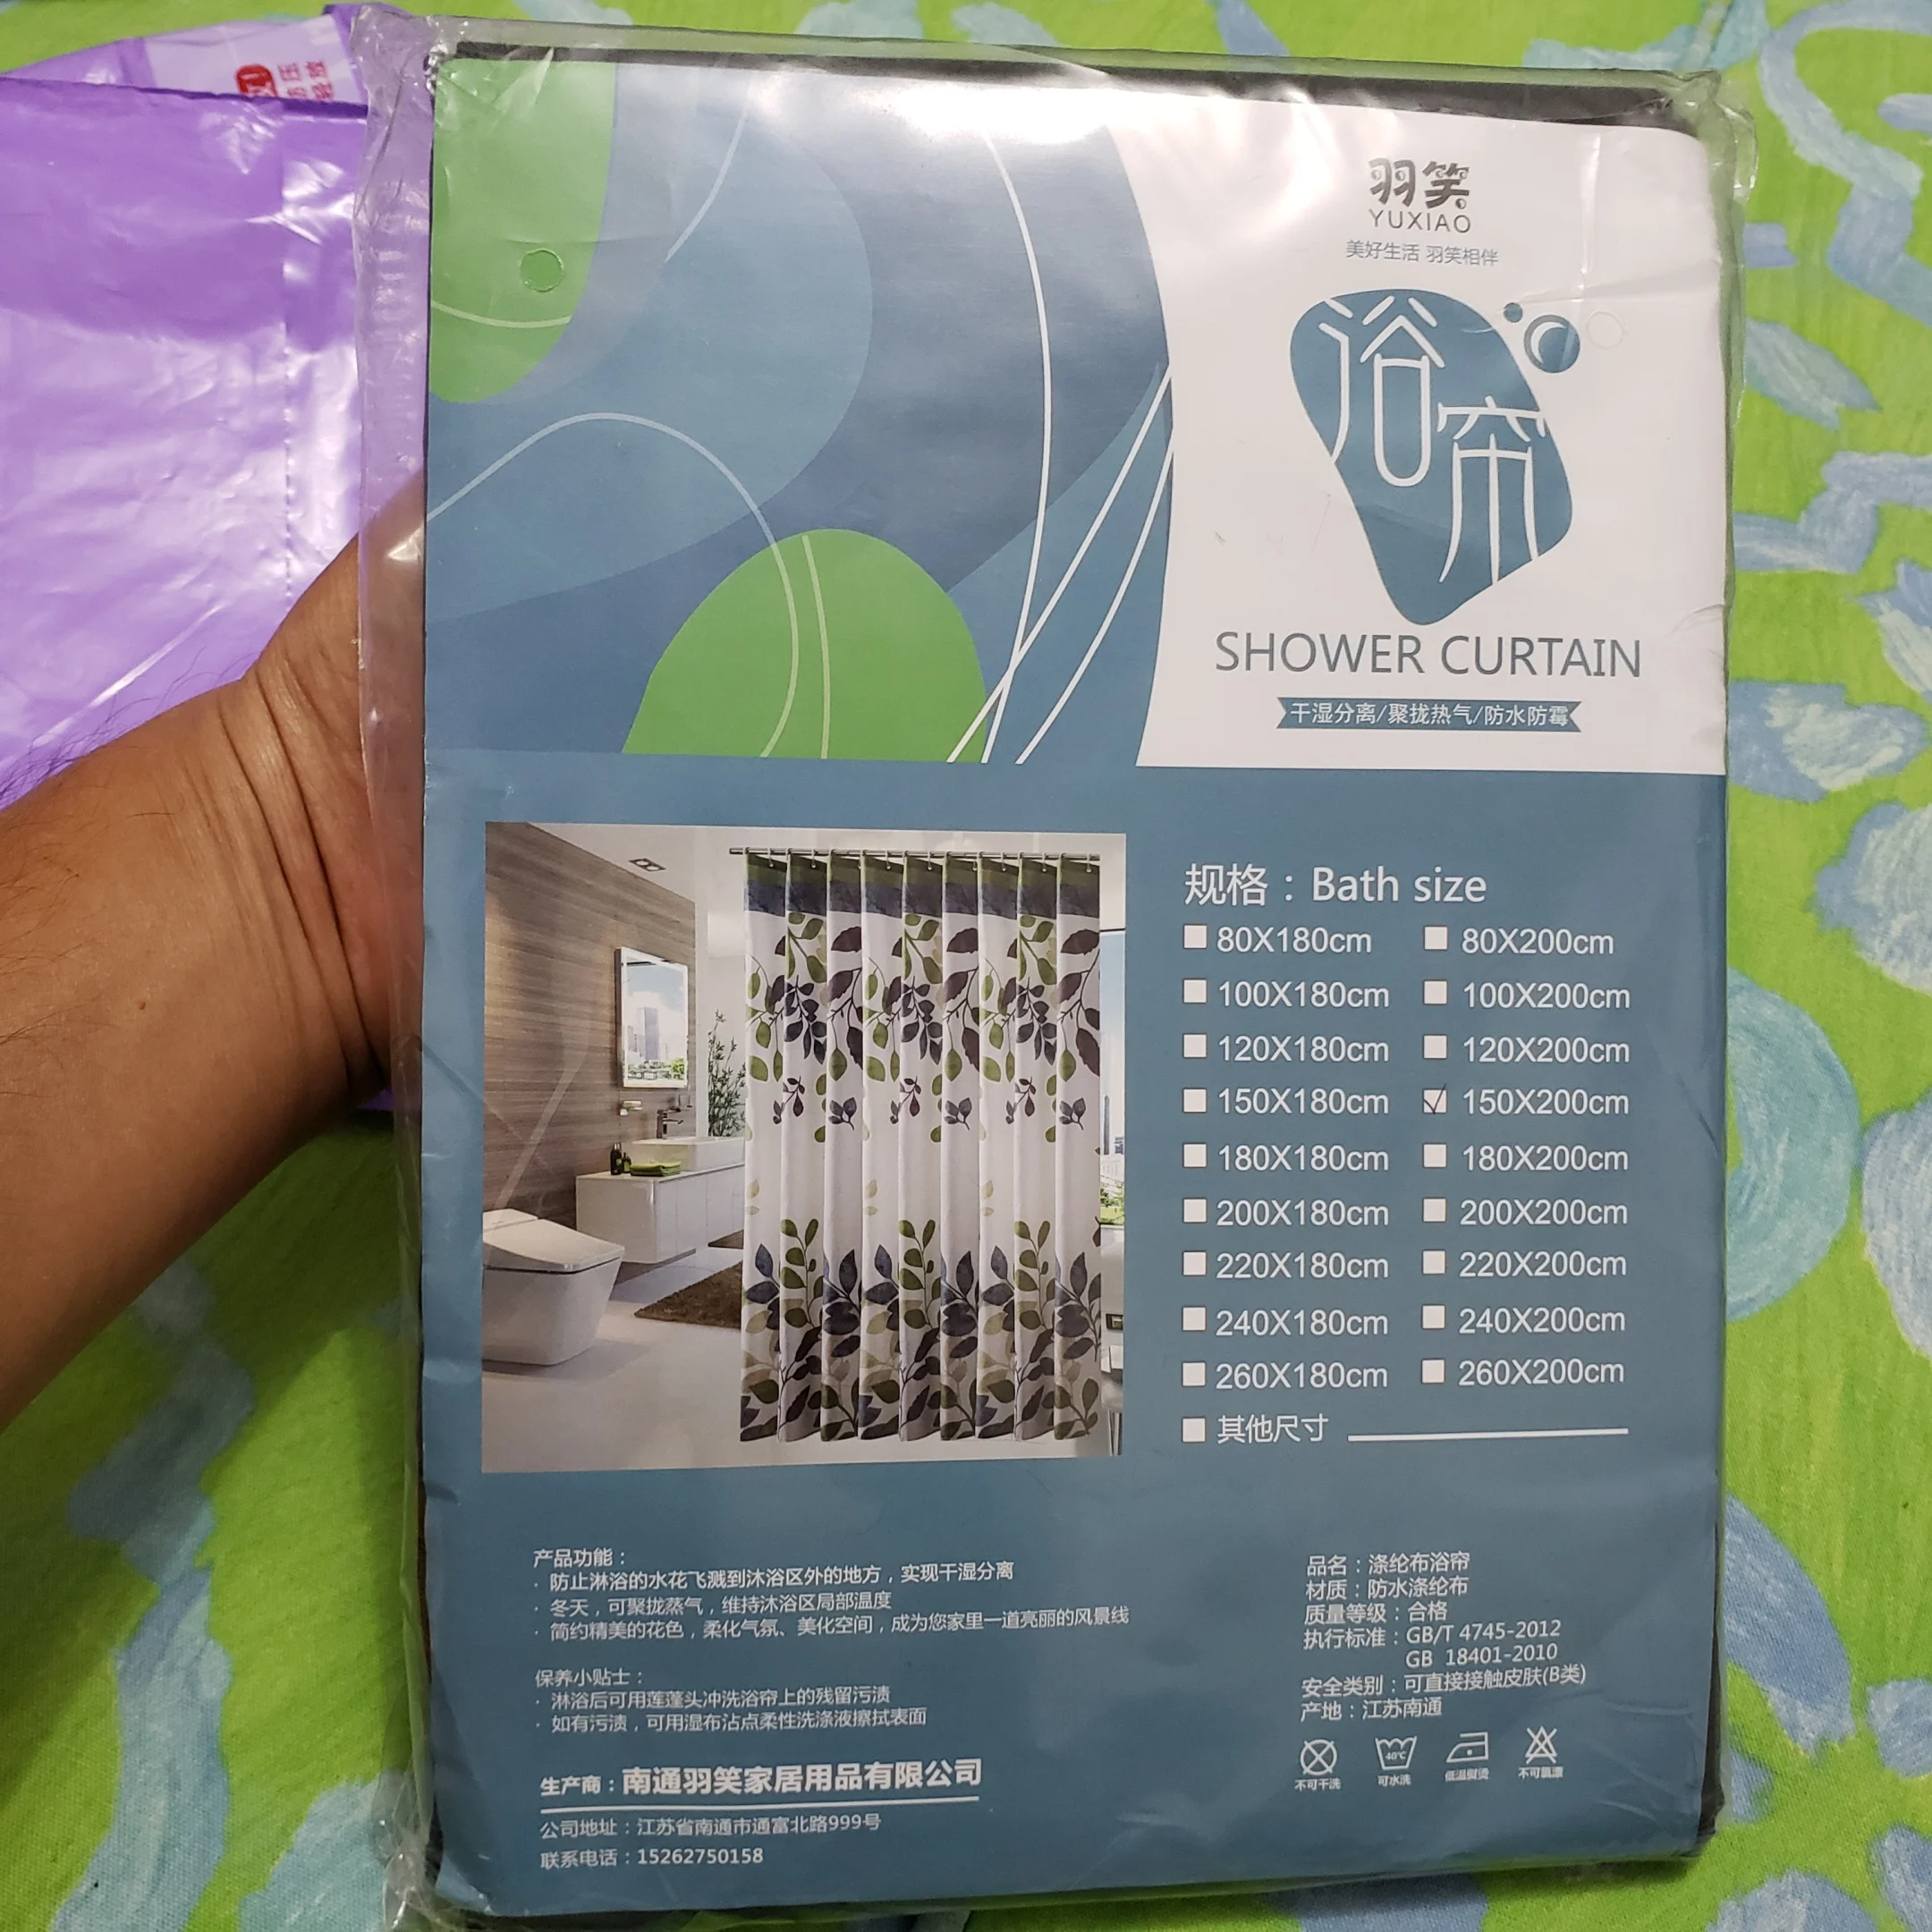 羽笑
YUXIAO
美好生活 羽笑相伴
浴帘
SHOWER CURTAIN
干湿分离/聚拢热气/防水防霉
规格：Bath size
80X180cm 80X200cm
100X180cm 100X200cm
120X180cm 120X200cm
150X180cm 150X200cm
180X180cm 180X200cm
200X180cm 200X200cm
220X180cm 220X200cm
240X180cm 240X200cm
260X180cm 260X200cm
其他尺寸
产品功能：
· 防止淋浴的水花飞溅到沐浴区外的地方，实现干湿分离
· 冬天，可聚拢蒸气，维持沐浴区局部温度
· 简约精美的花色，柔化气氛、美化空间，成为您家里一道亮丽的风景线
保养小贴士：
· 淋浴后可用莲蓬头冲洗浴帘上的残留污渍
· 如有污渍，可用湿布沾点柔性洗涤液擦拭表面
生产商：南通羽笑家居用品有限公司
公司地址：江苏省南通市通富北路999号
联系电话：15262750158
品名：涤纶布浴帘
材质：防水涤纶布
质量等级：合格
执行标准：GB/T 4745-2012
GB 18401-2010
安全类别：可直接接触皮肤(B类)
产地：江苏南通
40℃
不可干洗 可水洗 低温熨烫 不可氯漂